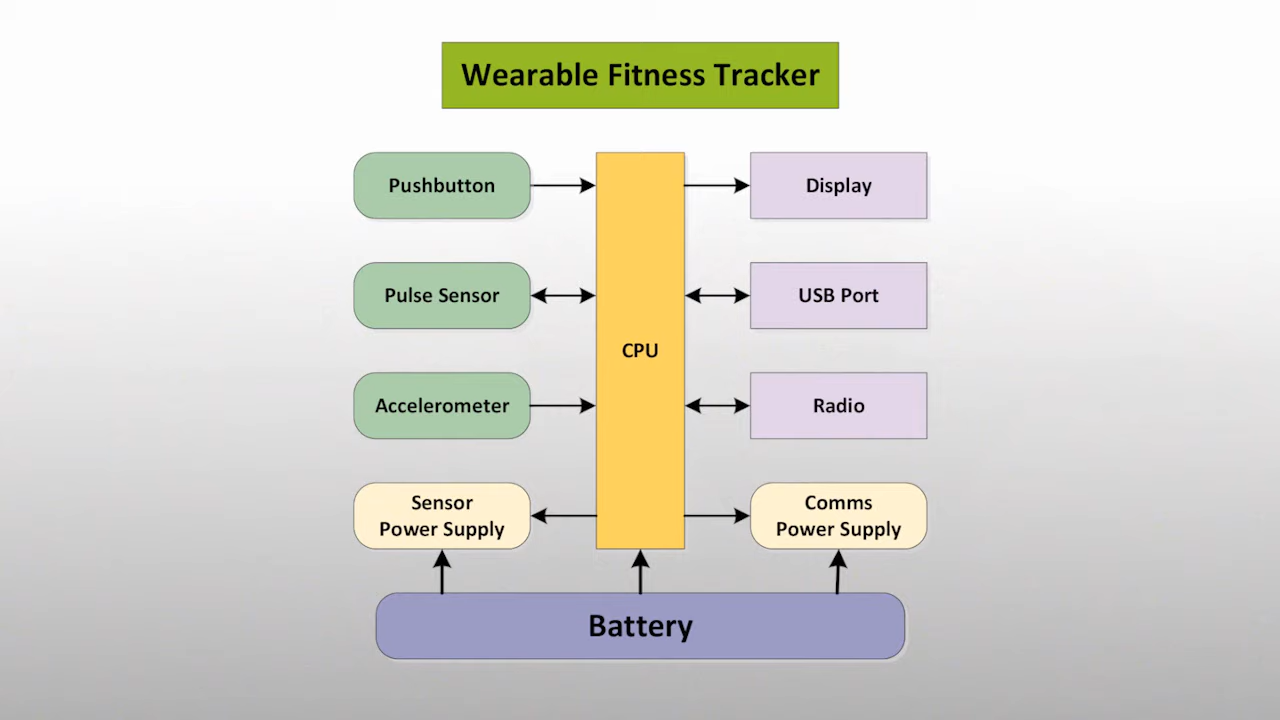 Wearable Fitness Tracker
Pushbutton
Display
Pulse Sensor
USB Port
CPU
Accelerometer
Radio
Sensor
Power Supply
Comms
Power Supply
Battery